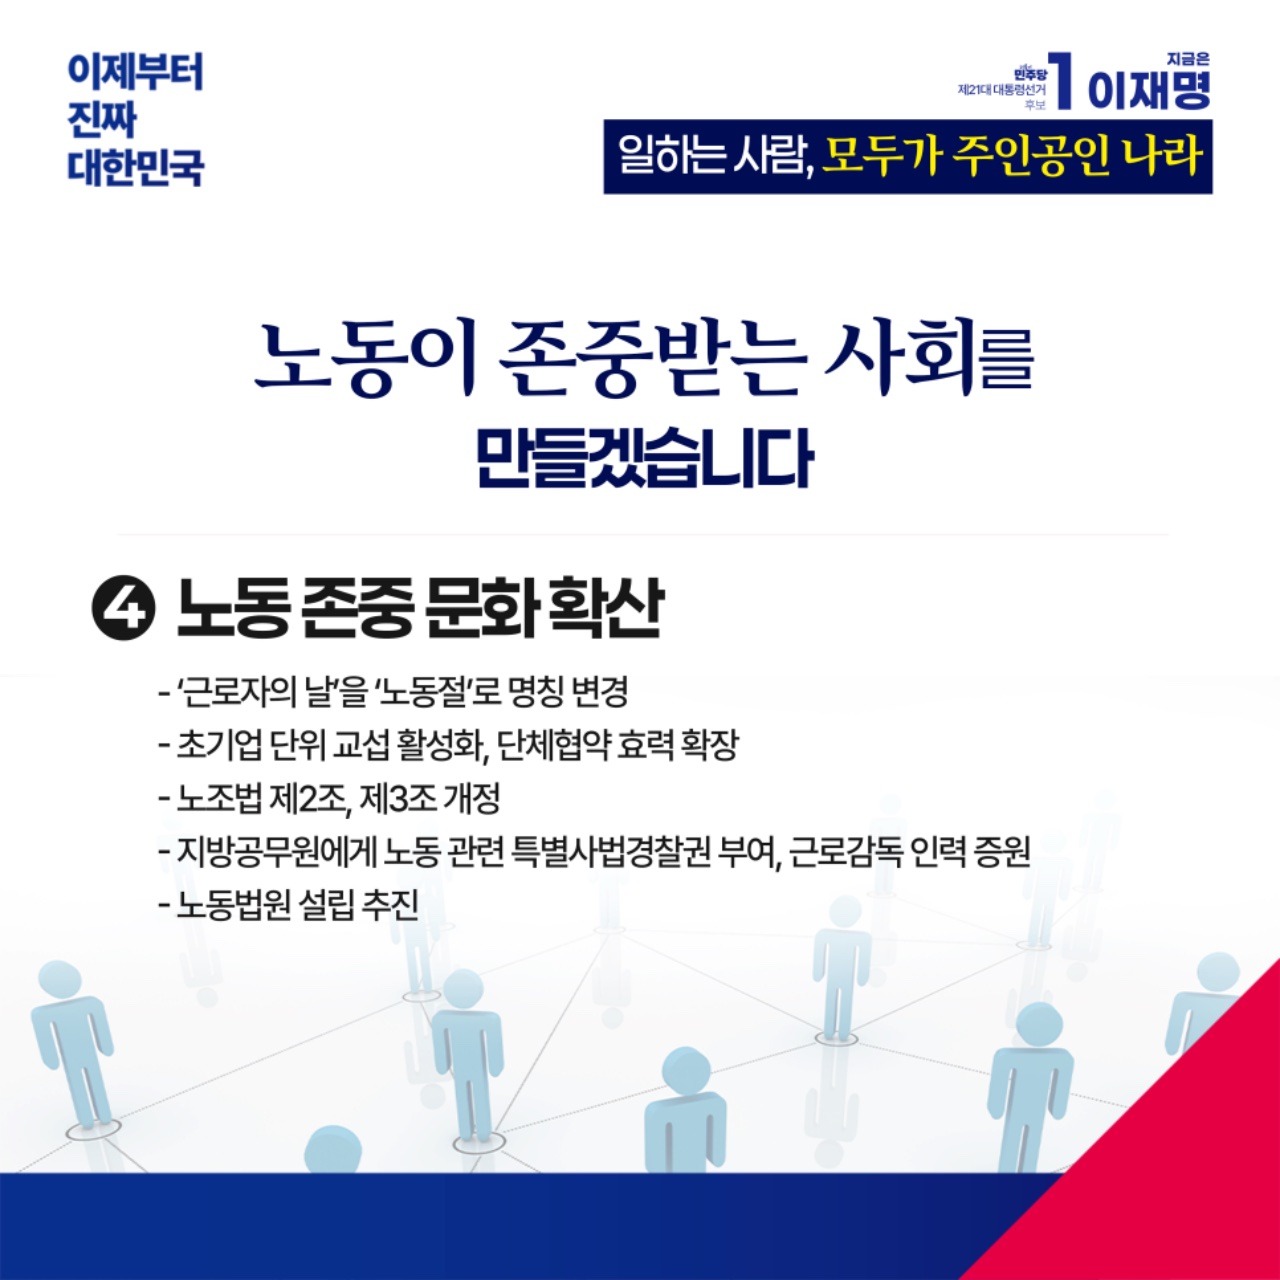 이제부터
진짜
대한민국
민주당
제21대 대통령선거
후보
1
지금은
이재명
일하는 사람, 모두가 주인공인 나라
노동이 존중받는 사회를
만들겠습니다
4 노동 존중 문화 확산
- ‘근로자의 날’을 ‘노동절’로 명칭 변경
- 초기업 단위 교섭 활성화, 단체협약 효력 확장
- 노조법 제2조, 제3조 개정
- 지방공무원에게 노동 관련 특별사법경찰권 부여, 근로감독 인력 증원
- 노동법원 설립 추진